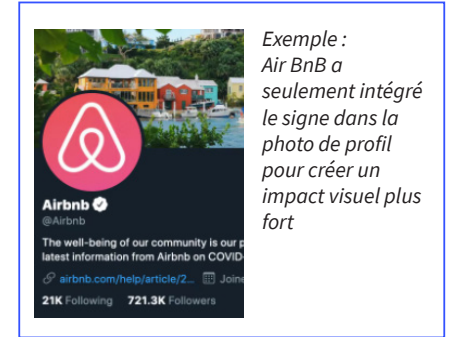 Exemple :
Air BnB a
seulement intégré
le signe dans la
photo de profil
pour créer un
impact visuel plus
fort
Airbnb
@Airbnb
The well-being of our community is our p
latest information from Airbnb on COVID-
airbnb.com/help/article/2... Joine
21K Following 721.3K Followers